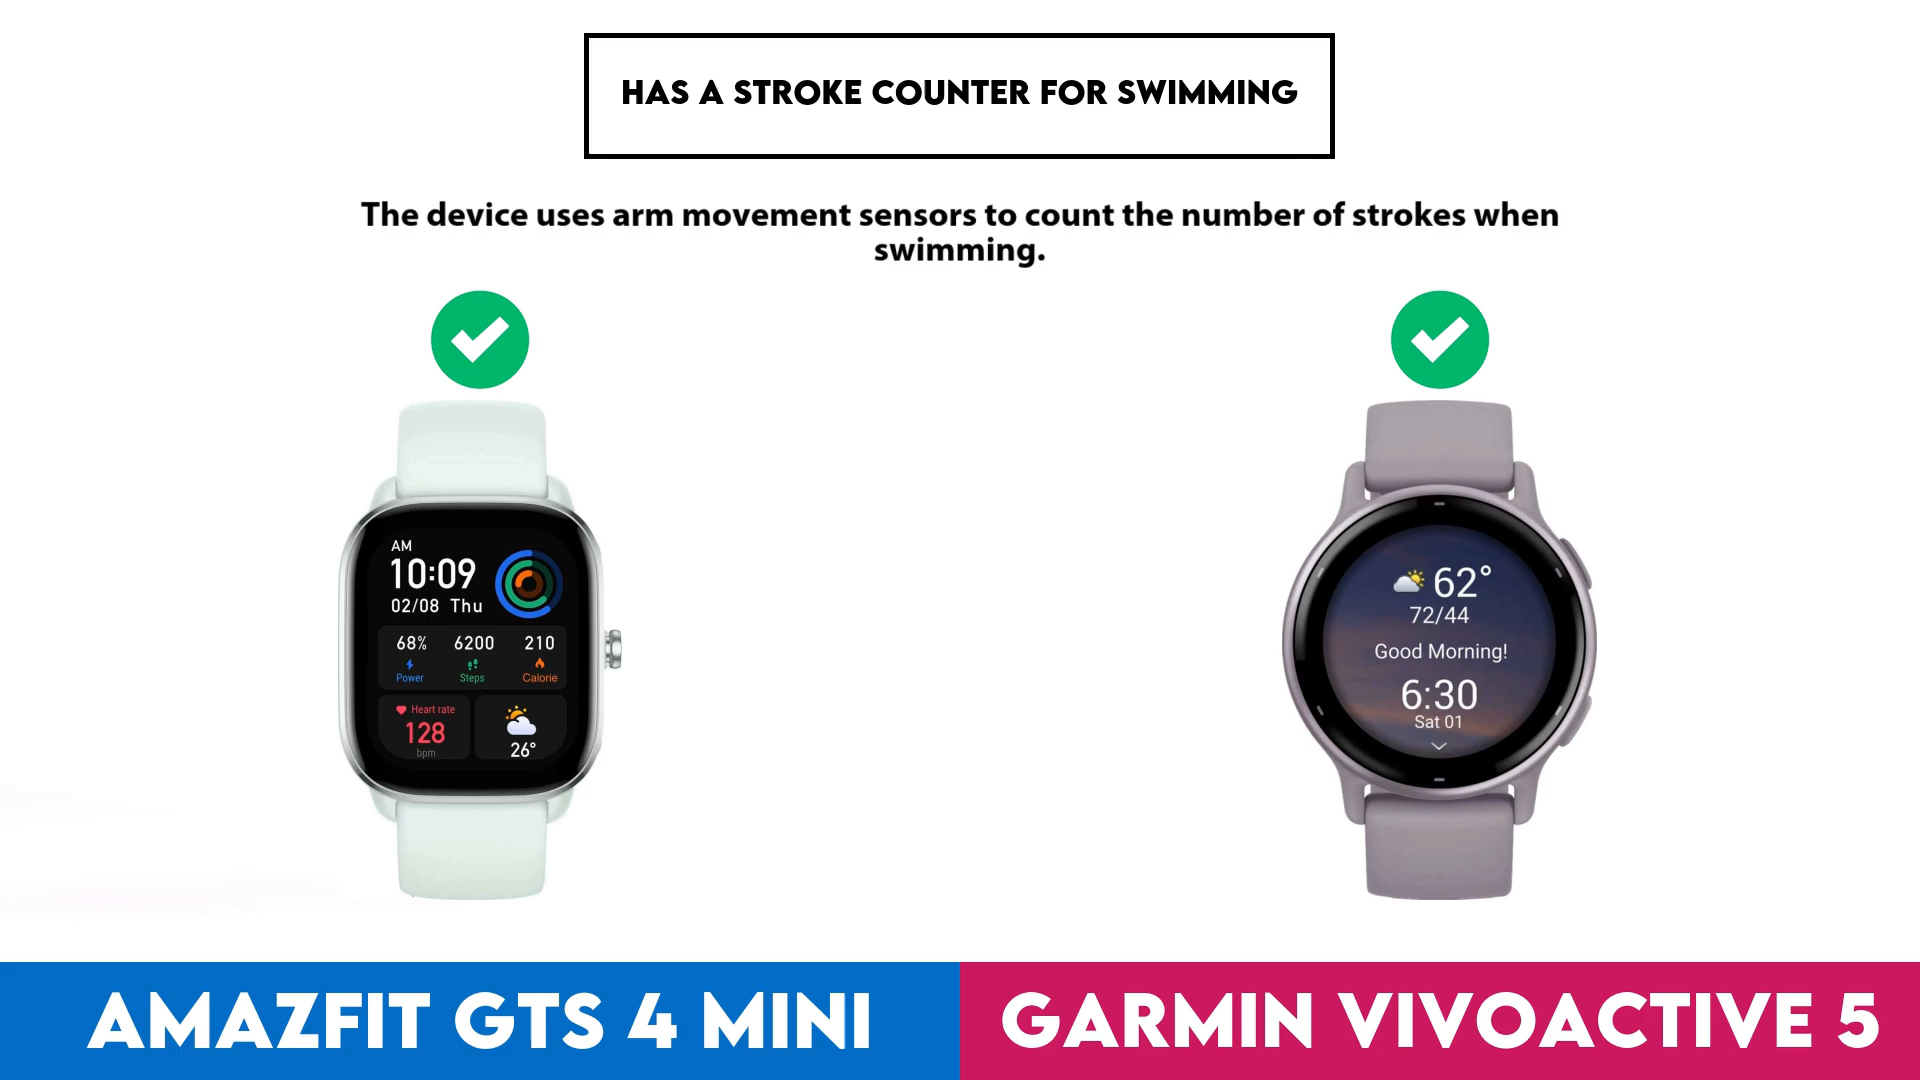 HAS A STROKE COUNTER FOR SWIMMING
The device uses arm movement sensors to count the number of strokes when
swimming.
AM
10:09
02/08 Thu
68% 6200 210
Power Steps Calorie
Heart rate
128
bpm
26°
62°
72/44
Good Morning!
6:30
Sat 01
AMAZFIT GTS 4 MINI
GARMIN VIVOACTIVE 5